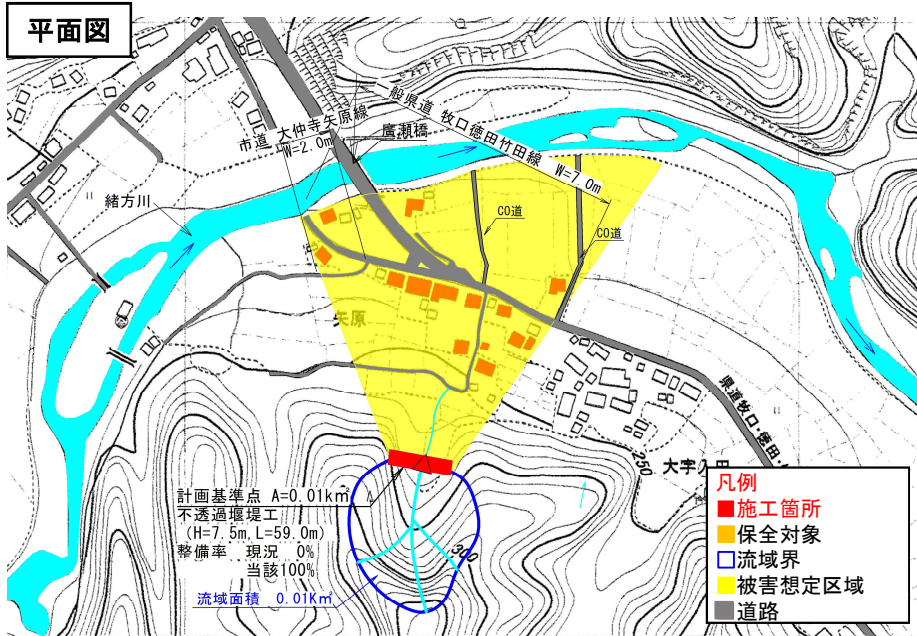 平面図
市道 大仲寺矢原線
W=2.0m
廣瀬橋
一般県道 牧口徳田竹田線 W=7.0m
緒方川
CO道
CO道
矢原
県道牧口・徳田・
250
300
計画基準点 A=0.01km
不透過堰堤工
(H=7.5m,L=59.0m)
整備率 現況 0%
当該100%
流域面積 0.01Km
凡例
施工箇所
保全対象
流域界
被害想定区域
道路